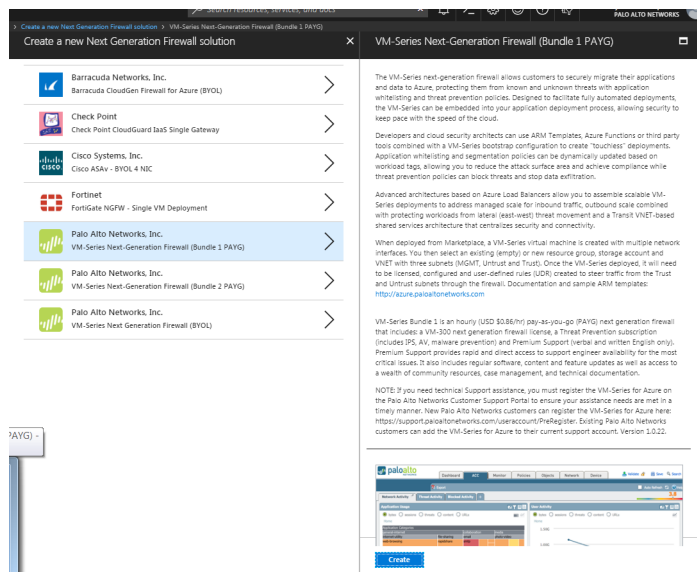 Search resources, services, and docs
PALO ALTO NETWORKS
> Create a new Next Generation Firewall solution > VM-Series Next-Generation Firewall (Bundle 1 PAYG)
Create a new Next Generation Firewall solution
VM-Series Next-Generation Firewall (Bundle 1 PAYG)
Barracuda Networks, Inc.
Barracuda CloudGen Firewall for Azure (BYOL)
Check Point
Check Point CloudGuard IaaS Single Gateway
Cisco Systems, Inc.
Cisco ASAv - BYOL 4 NIC
Fortinet
FortiGate NGFW - Single VM Deployment
Palo Alto Networks, Inc.
VM-Series Next-Generation Firewall (Bundle 1 PAYG)
Palo Alto Networks, Inc.
VM-Series Next-Generation Firewall (Bundle 2 PAYG)
Palo Alto Networks, Inc.
VM-Series Next Generation Firewall (BYOL)
PAYG) -
The VM-Series next-generation firewall allows customers to securely migrate their applications
and data to Azure, protecting them from known and unknown threats with application
whitelisting and threat prevention policies. Designed to facilitate fully automated deployments,
the VM-Series can be embedded into your application deployment process, allowing security to
keep pace with the speed of the cloud.
Developers and cloud security architects can use ARM Templates, Azure Functions or third party
tools combined with a VM-Series bootstrap configuration to create "touchless" deployments.
Application whitelisting and segmentation policies can be dynamically updated based on
workload tags, allowing you to reduce the attack surface area and achieve compliance while
threat prevention policies can block threats and stop data exfiltration.
Advanced architectures based on Azure Load Balancers allow you to assemble scalable VM-
Series deployments to address managed scale for inbound traffic, outbound scale combined
with protecting workloads from lateral (east-west) threat movement and a Transit VNET-based
shared services architecture that centralizes security and connectivity.
When deployed from Marketplace, a VM-Series virtual machine is created with multiple network
interfaces. You then select an existing (empty) or new resource group, storage account and
VNET with three subnets (MGMT, Untrust and Trust). Once the VM-Series deployed, it will need
to be licensed, configured and user-defined rules (UDR) created to steer traffic from the Trust
and Untrust subnets through the firewall. Documentation and sample ARM templates:
http://azure.paloaltonetworks.com
VM-Series Bundle 1 is an hourly (USD $0.86/hr) pay-as-you-go (PAYG) next generation firewall
that includes: a VM-300 next generation firewall license, a Threat Prevention subscription
(includes IPS, AV, malware prevention) and Premium Support (verbal and written English only).
Premium Support provides rapid and direct access to support engineer availability for the most
critical issues. It also includes regular software, content and feature updates as well as access to
a wealth of community resources, case management, and technical documentation.
NOTE: If you need technical Support assistance, you must register the VM-Series for Azure on
the Palo Alto Networks Customer Support Portal to ensure your assistance needs are met in a
timely manner. New Palo Alto Networks customers can register the VM-Series for Azure here:
https://support.paloaltonetworks.com/useraccount/PreRegister. Existing Palo Alto Networks
customers can add the VM-Series for Azure to their current support account. Version 1.0.22.
paloalto
Dashboard ACC Monitor Policies Objects Network Device
Network Activity Threat Activity Blocked Activity
3,6
Application Usage
User Activity
Create